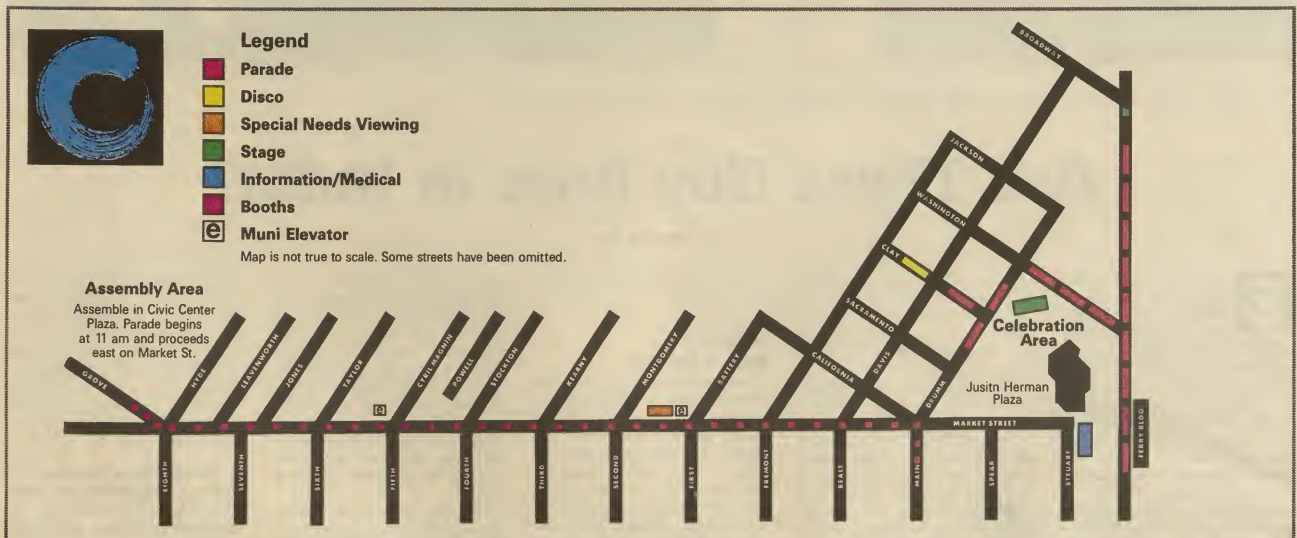 Legend
Parade
Disco
Special Needs Viewing
Stage
Information/Medical
Booths
e Muni Elevator
Map is not true to scale. Some streets have been omitted.
Assembly Area
Assemble in Civic Center
Plaza. Parade begins
at 11 am and proceeds
east on Market St.
BROADWAY
JACKSON
WASHINGTON
CLAY
SACRAMENTO
CALIFORNIA
DAVIS
DRUMM
Celebration
Area
Jusitn Herman
Plaza
GROVE
HYDE
LEAVENWORTH
JONES
TAYLOR
CYRIL MAGNIN
POWELL
STOCKTON
KEARNY
MONTGOMERY
BATTERY
e
e
MARKET STREET
FERRY BLDG
EIGHTH
SEVENTH
SIXTH
FIFTH
FOURTH
THIRD
SECOND
FIRST
FREMONT
BEALE
MAIN
SPEAR
STEUART